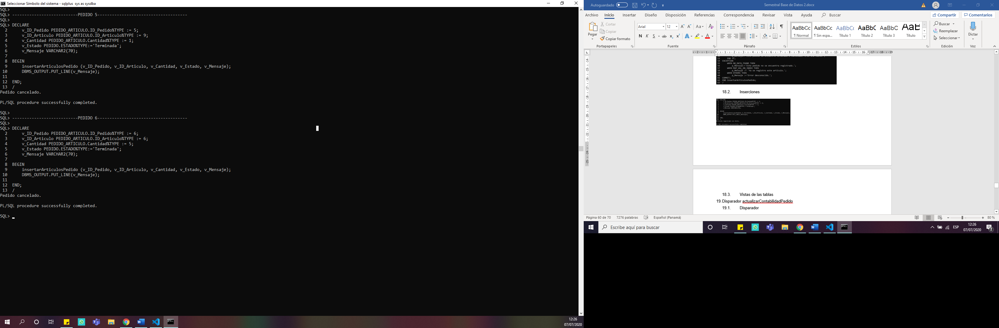 Seleccionar Símbolo del sistema - sqlplus sys as sysdba
SQL>
SQL> ---------------------------PEDIDO 5-------------------------------------
SQL>
SQL> DECLARE
2 v_ID_Pedido PEDIDO_ARTICULO.ID_Pedido%TYPE := 5;
3 v_ID_Articulo PEDIDO_ARTICULO.ID_Articulo%TYPE := 9;
4 v_Cantidad PEDIDO_ARTICULO.Cantidad%TYPE := 1;
5 v_Estado PEDIDO.ESTADO%TYPE:='Terminada';
6 v_Mensaje VARCHAR2(70);
7
8 BEGIN
9 insertarArticulosPedido (v_ID_Pedido, v_ID_Articulo, v_Cantidad, v_Estado, v_Mensaje);
10 DBMS_OUTPUT.PUT_LINE(v_Mensaje);
11
12 END;
13 /
Pedido cancelado.
PL/SQL procedure successfully completed.
SQL>
SQL> ---------------------------PEDIDO 6-------------------------------------
SQL>
SQL> DECLARE
2 v_ID_Pedido PEDIDO_ARTICULO.ID_Pedido%TYPE := 6;
3 v_ID_Articulo PEDIDO_ARTICULO.ID_Articulo%TYPE := 6;
4 v_Cantidad PEDIDO_ARTICULO.Cantidad%TYPE := 5;
5 v_Estado PEDIDO.ESTADO%TYPE:='Terminada';
6 v_Mensaje VARCHAR2(70);
7
8 BEGIN
9 insertarArticulosPedido (v_ID_Pedido, v_ID_Articulo, v_Cantidad, v_Estado, v_Mensaje);
10 DBMS_OUTPUT.PUT_LINE(v_Mensaje);
11
12 END;
13 /
Pedido cancelado.
PL/SQL procedure successfully completed.
SQL>
12:26
07/07/2020
Autoguardado
Semestral Base de Datos 2.docx
Archivo Inicio Insertar Diseño Disposición Referencias Correspondencia Revisar Vista Ayuda Buscar
Compartir Comentarios
Pegar
Cortar
Copiar
Copiar formato
Portapapeles
Arial 12
N K S
Fuente
Párrafo
AaBbCc AaBbCc AaBbCc AaBbC AaBbC AaB
¶ Normal ¶ Sin espa... Título 1 Título 2 Título 3 Título
Estilos
Buscar
Reemplazar
Seleccionar
Edición
Dictar
Voz
53 END IF;
54 EXCEPTION
55 WHEN NO_DATA_FOUND THEN
56 p_Mensaje:='Este pedido no se encuentra registrado.';
57 WHEN DUP_VAL_ON_INDEX THEN
58 p_Mensaje := 'Ya se registro este articulo.';
59 WHEN OTHERS THEN
60 p_Mensaje :='Error desconocido.';
61 COMMIT;
62 END insertarArticulosPedido;
63 /
18.2. Inserciones
18.3. Vistas de las tablas
19. Disparador actualizarContabilidadPedido
19.1. Disparador
Página 60 de 70 7276 palabras Español (Panamá)
80 %
Escribe aquí para buscar
ESP
12:26
07/07/2020
2